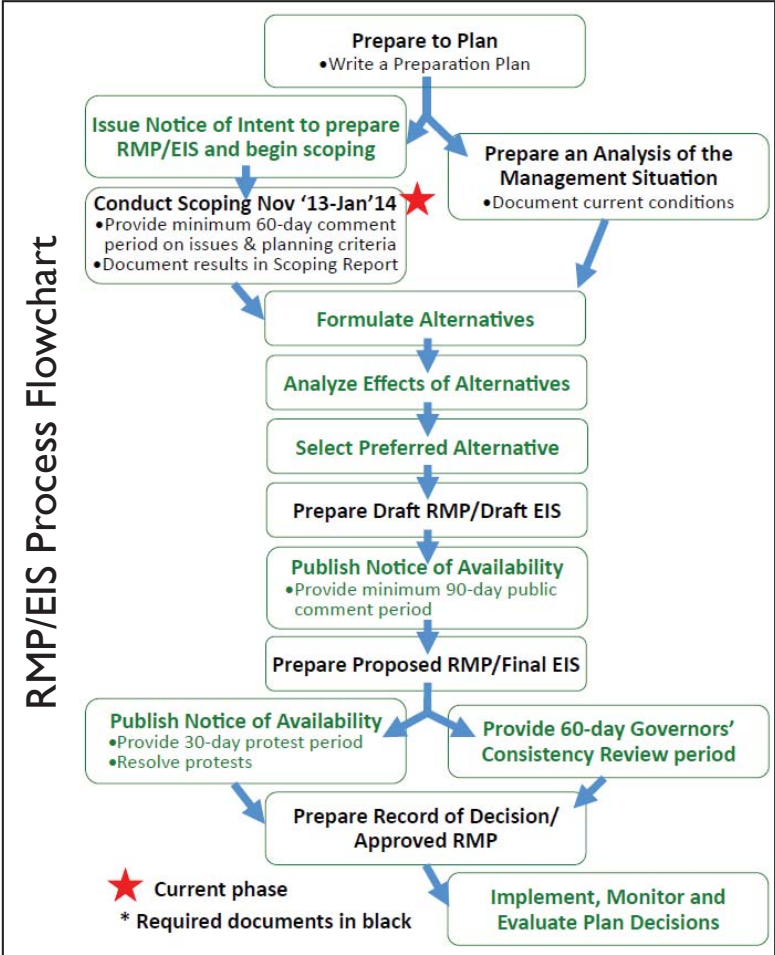 RMP/EIS Process Flowchart
Prepare to Plan
•Write a Preparation Plan
Issue Notice of Intent to prepare
RMP/EIS and begin scoping
Prepare an Analysis of the
Management Situation
•Document current conditions
Conduct Scoping Nov ‘13-Jan’14
•Provide minimum 60-day comment
period on issues & planning criteria
•Document results in Scoping Report
Formulate Alternatives
Analyze Effects of Alternatives
Select Preferred Alternative
Prepare Draft RMP/Draft EIS
Publish Notice of Availability
•Provide minimum 90-day public
comment period
Prepare Proposed RMP/Final EIS
Publish Notice of Availability
•Provide 30-day protest period
•Resolve protests
Provide 60-day Governors’
Consistency Review period
Prepare Record of Decision/
Approved RMP
Implement, Monitor and
Evaluate Plan Decisions
Current phase
* Required documents in black